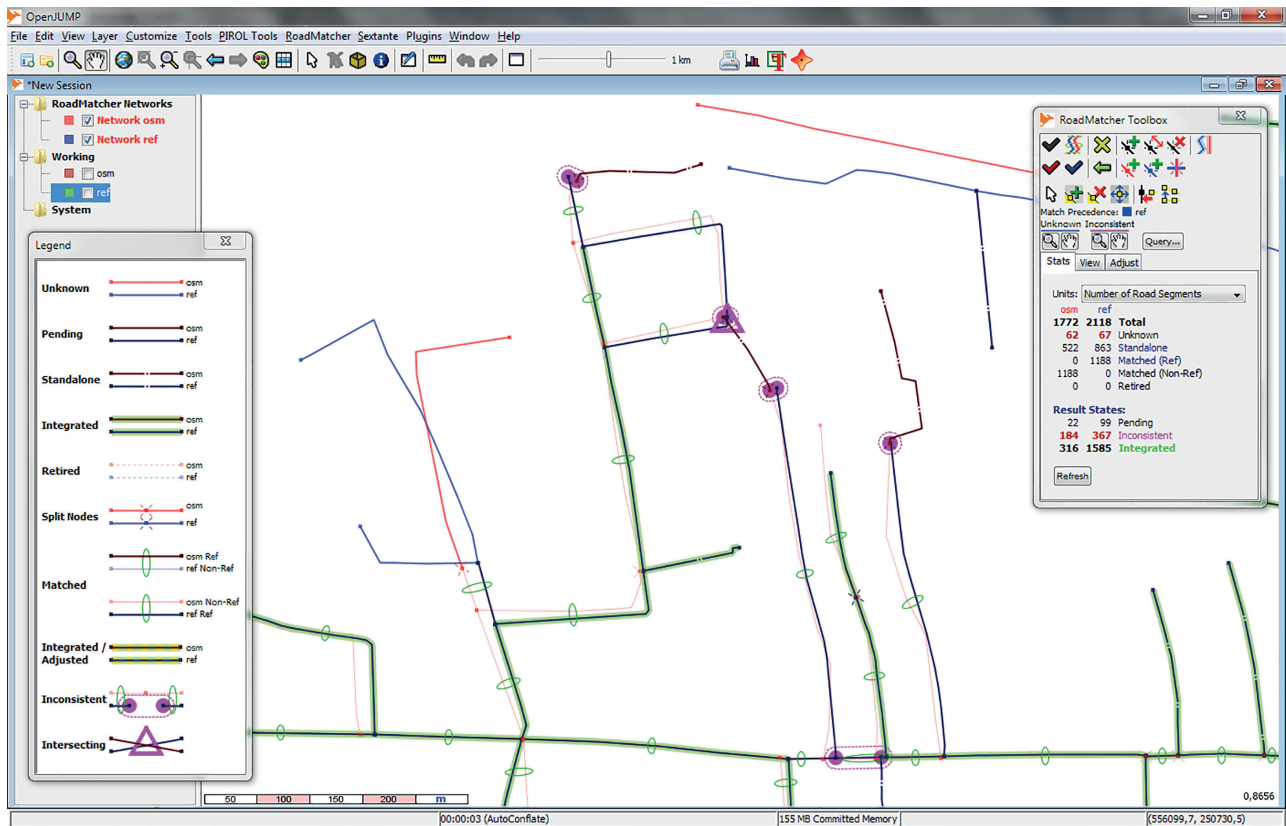 OpenJUMP
File Edit View Layer Customize Tools PIROL Tools RoadMatcher Sextante Plugins Window Help
1 km
*New Session
RoadMatcher Networks
Network osm
Network ref
Working
osm
ref
System
Legend
Unknown osm
ref
Pending osm
ref
Standalone osm
ref
Integrated osm
ref
Retired osm
ref
Split Nodes osm
ref
Matched osm Ref
ref Non-Ref
osm Non-Ref
ref Ref
Integrated / Adjusted osm
ref
Inconsistent
Intersecting
RoadMatcher Toolbox
Match Precedence: ref
Unknown Inconsistent
Query...
Stats View Adjust
Units: Number of Road Segments
osm ref
1772 2118 Total
62 67 Unknown
522 863 Standalone
0 1188 Matched (Ref)
1188 0 Matched (Non-Ref)
0 0 Retired
Result States:
22 99 Pending
184 367 Inconsistent
316 1585 Integrated
Refresh
50 100 150 200 m
0,8656
00:00:03 (AutoConflate) 155 MB Committed Memory (556099,7, 250730,5)